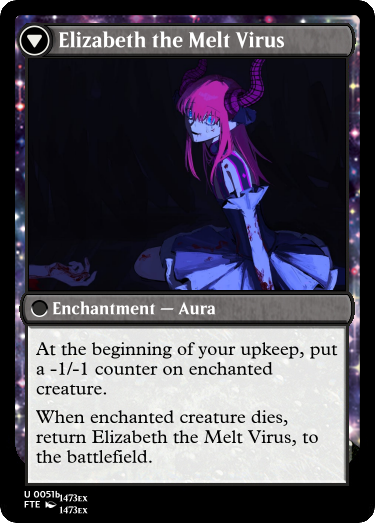 Elizabeth the Melt Virus
Enchantment — Aura
At the beginning of your upkeep, put
a -1/-1 counter on enchanted
creature.
When enchanted creature dies,
return Elizabeth the Melt Virus, to
the battlefield.
U 0051b 1473EX
FTE 1473EX